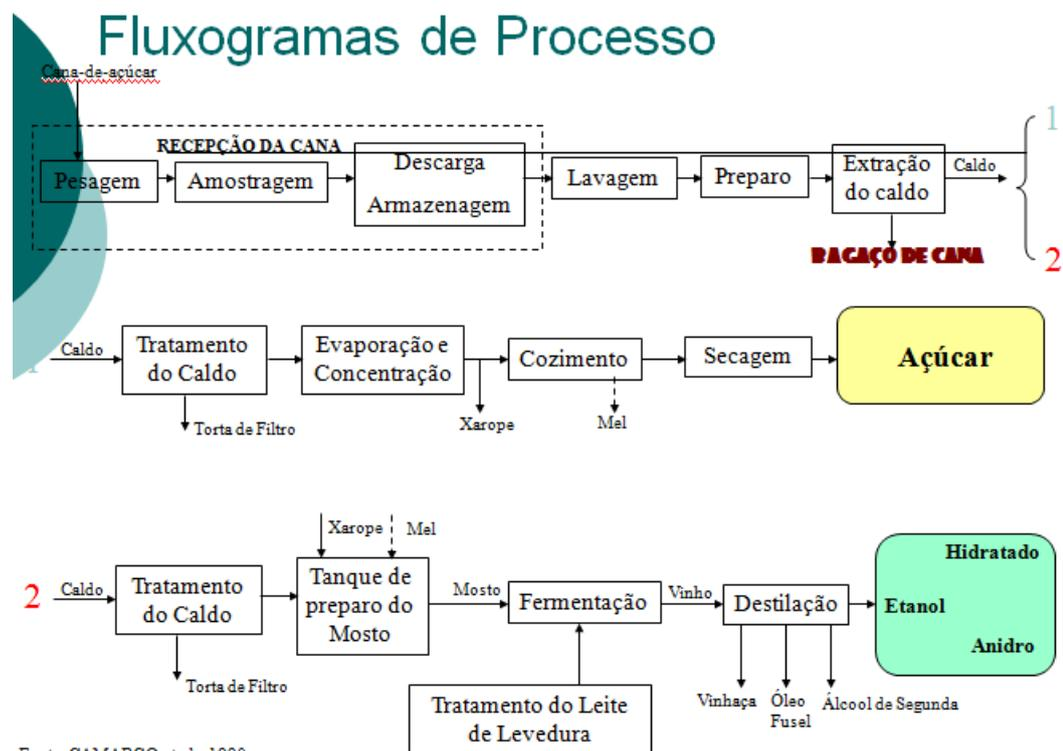 Fluxogramas de Processo
Cana-de-açúcar
RECEPÇÃO DA CANA
Pesagem
Amostragem
Descarga
Armazenagem
Lavagem
Preparo
Extração
do caldo
Caldo
1
2
BAGAÇO DE CANA
1
Caldo
Tratamento
do Caldo
Torta de Filtro
Evaporação e
Concentração
Xarope
Cozimento
Mel
Secagem
Açúcar
2
Caldo
Tratamento
do Caldo
Torta de Filtro
Xarope
Mel
Tanque de
preparo do
Mosto
Mosto
Fermentação
Tratamento do Leite
de Levedura
Vinho
Destilação
Vinhaça
Óleo
Fusel
Álcool de Segunda
Hidratado
Etanol
Anidro